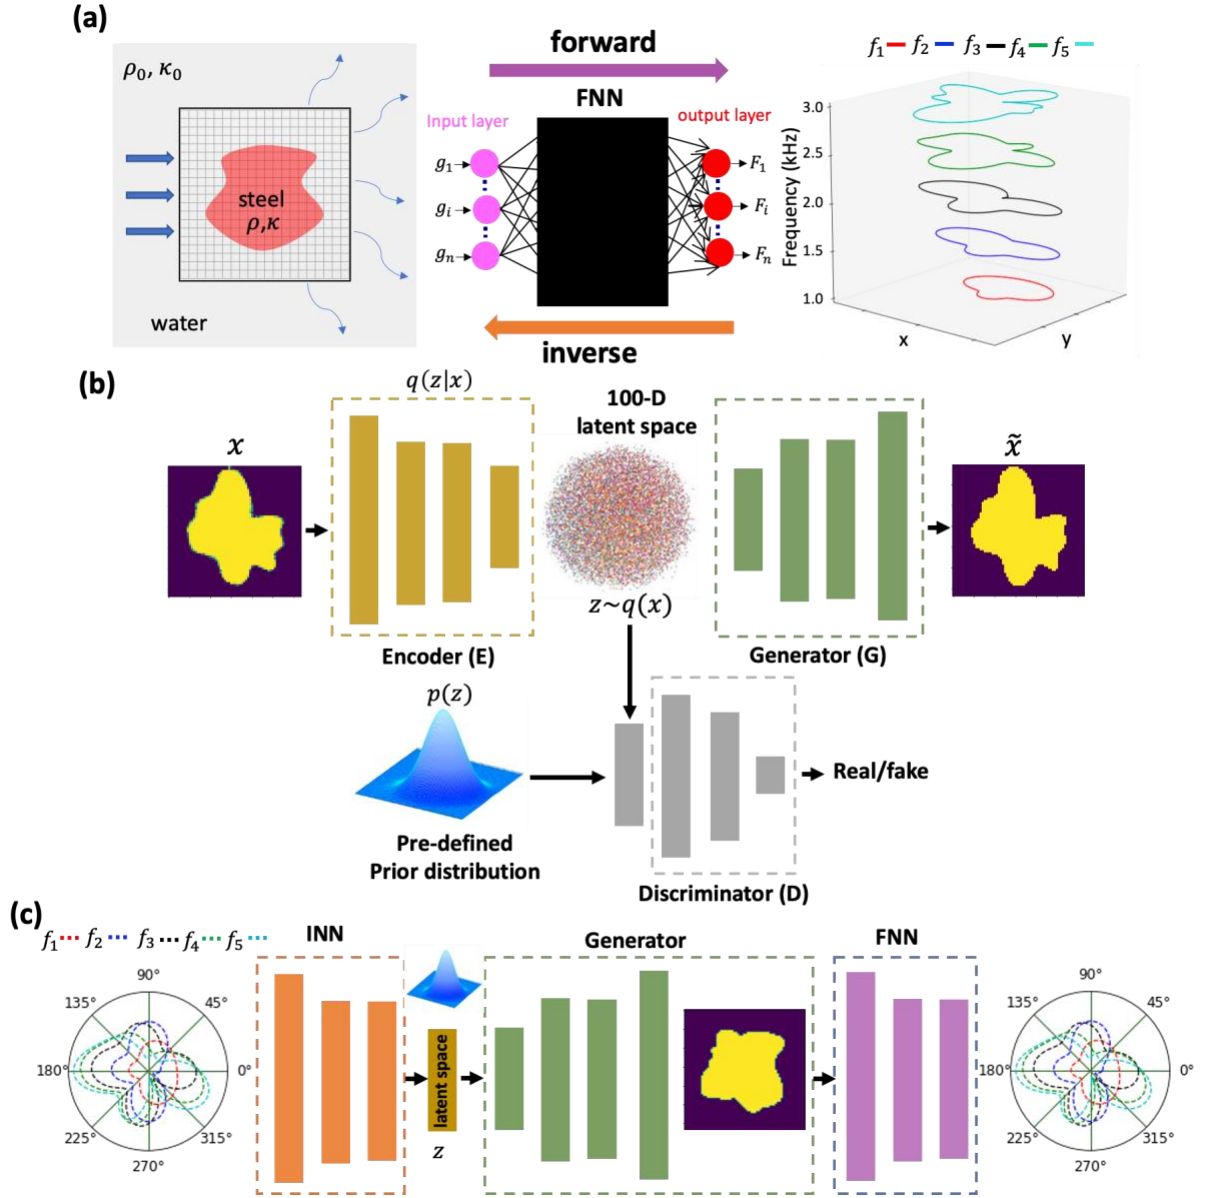 (a)
ρ₀, κ₀
steel
ρ,κ
water
forward
FNN
Input layer
output layer
g₁
gᵢ
gₙ
F₁
Fᵢ
Fₙ
inverse
f₁ f₂ f₃ f₄ f₅
Frequency (kHz)
3.0
2.5
2.0
1.5
1.0
x
y
(b)
q(z|x)
x
Encoder (E)
100-D
latent space
z~q(x)
x̃
Generator (G)
p(z)
Pre-defined
Prior distribution
Real/fake
Discriminator (D)
(c)
f₁ f₂ f₃ f₄ f₅
90°
135° 45°
180° 0°
225° 315°
270°
INN
latent space
z
Generator
FNN
90°
135° 45°
180° 0°
225° 315°
270°